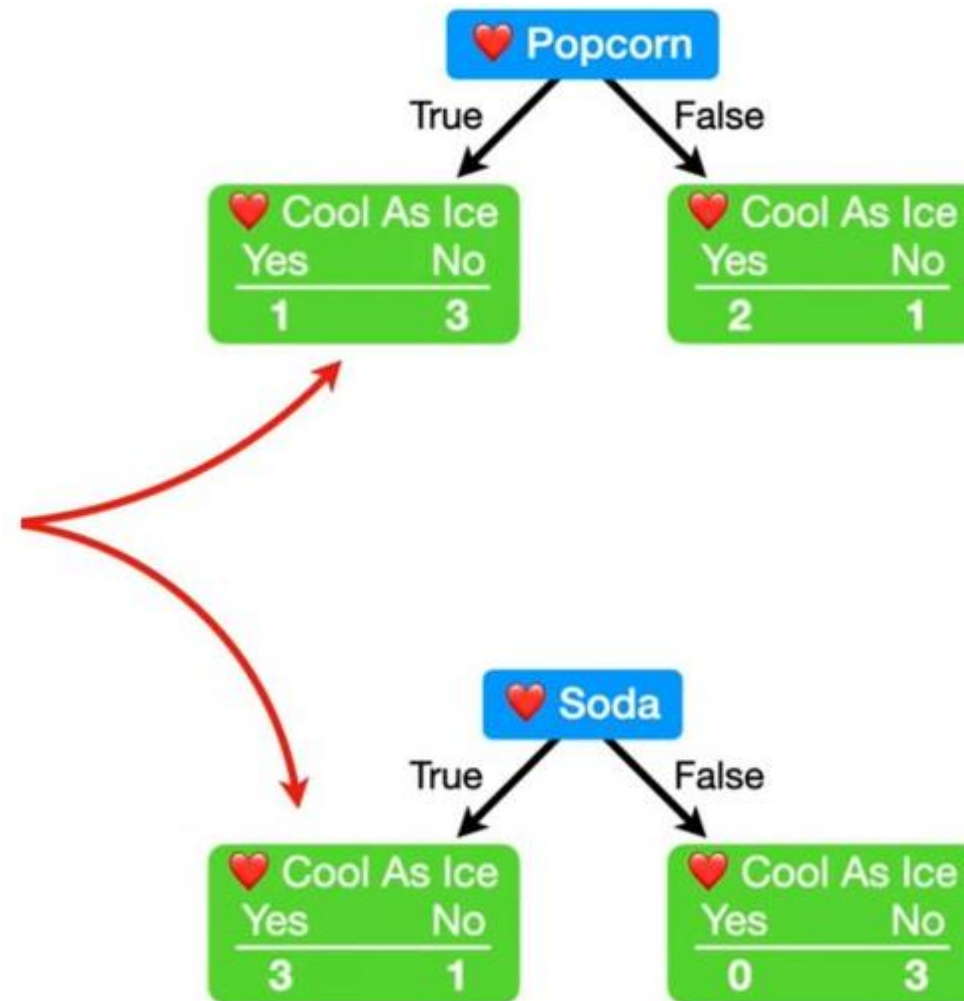 ❤️ Popcorn
True False
❤️ Cool As Ice ❤️ Cool As Ice
Yes No Yes No
1 3 2 1
❤️ Soda
True False
❤️ Cool As Ice ❤️ Cool As Ice
Yes No Yes No
3 1 0 3